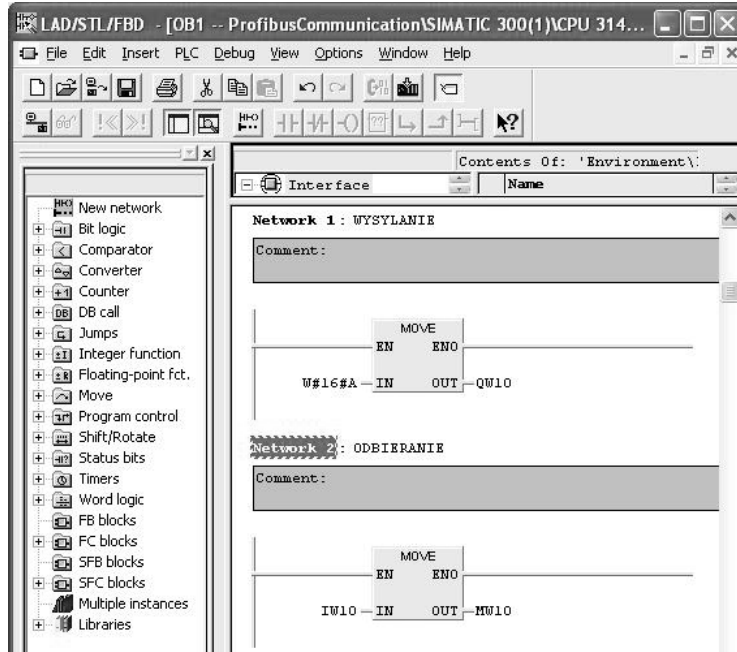 LAD/STL/FBD - [OB1 -- ProfibusCommunication\SIMATIC 300(1)\CPU 314...
File Edit Insert PLC Debug View Options Window Help
Contents Of: 'Environment\
Interface Name
New network
Bit logic
Comparator
Converter
Counter
DB call
Jumps
Integer function
Floating-point fct.
Move
Program control
Shift/Rotate
Status bits
Timers
Word logic
FB blocks
FC blocks
SFB blocks
SFC blocks
Multiple instances
Libraries
Network 1: WYSYLANIE
Comment:
MOVE
EN ENO
W#16#A IN OUT QW10
Network 2: ODBIERANIE
Comment:
MOVE
EN ENO
IW10 IN OUT MW10